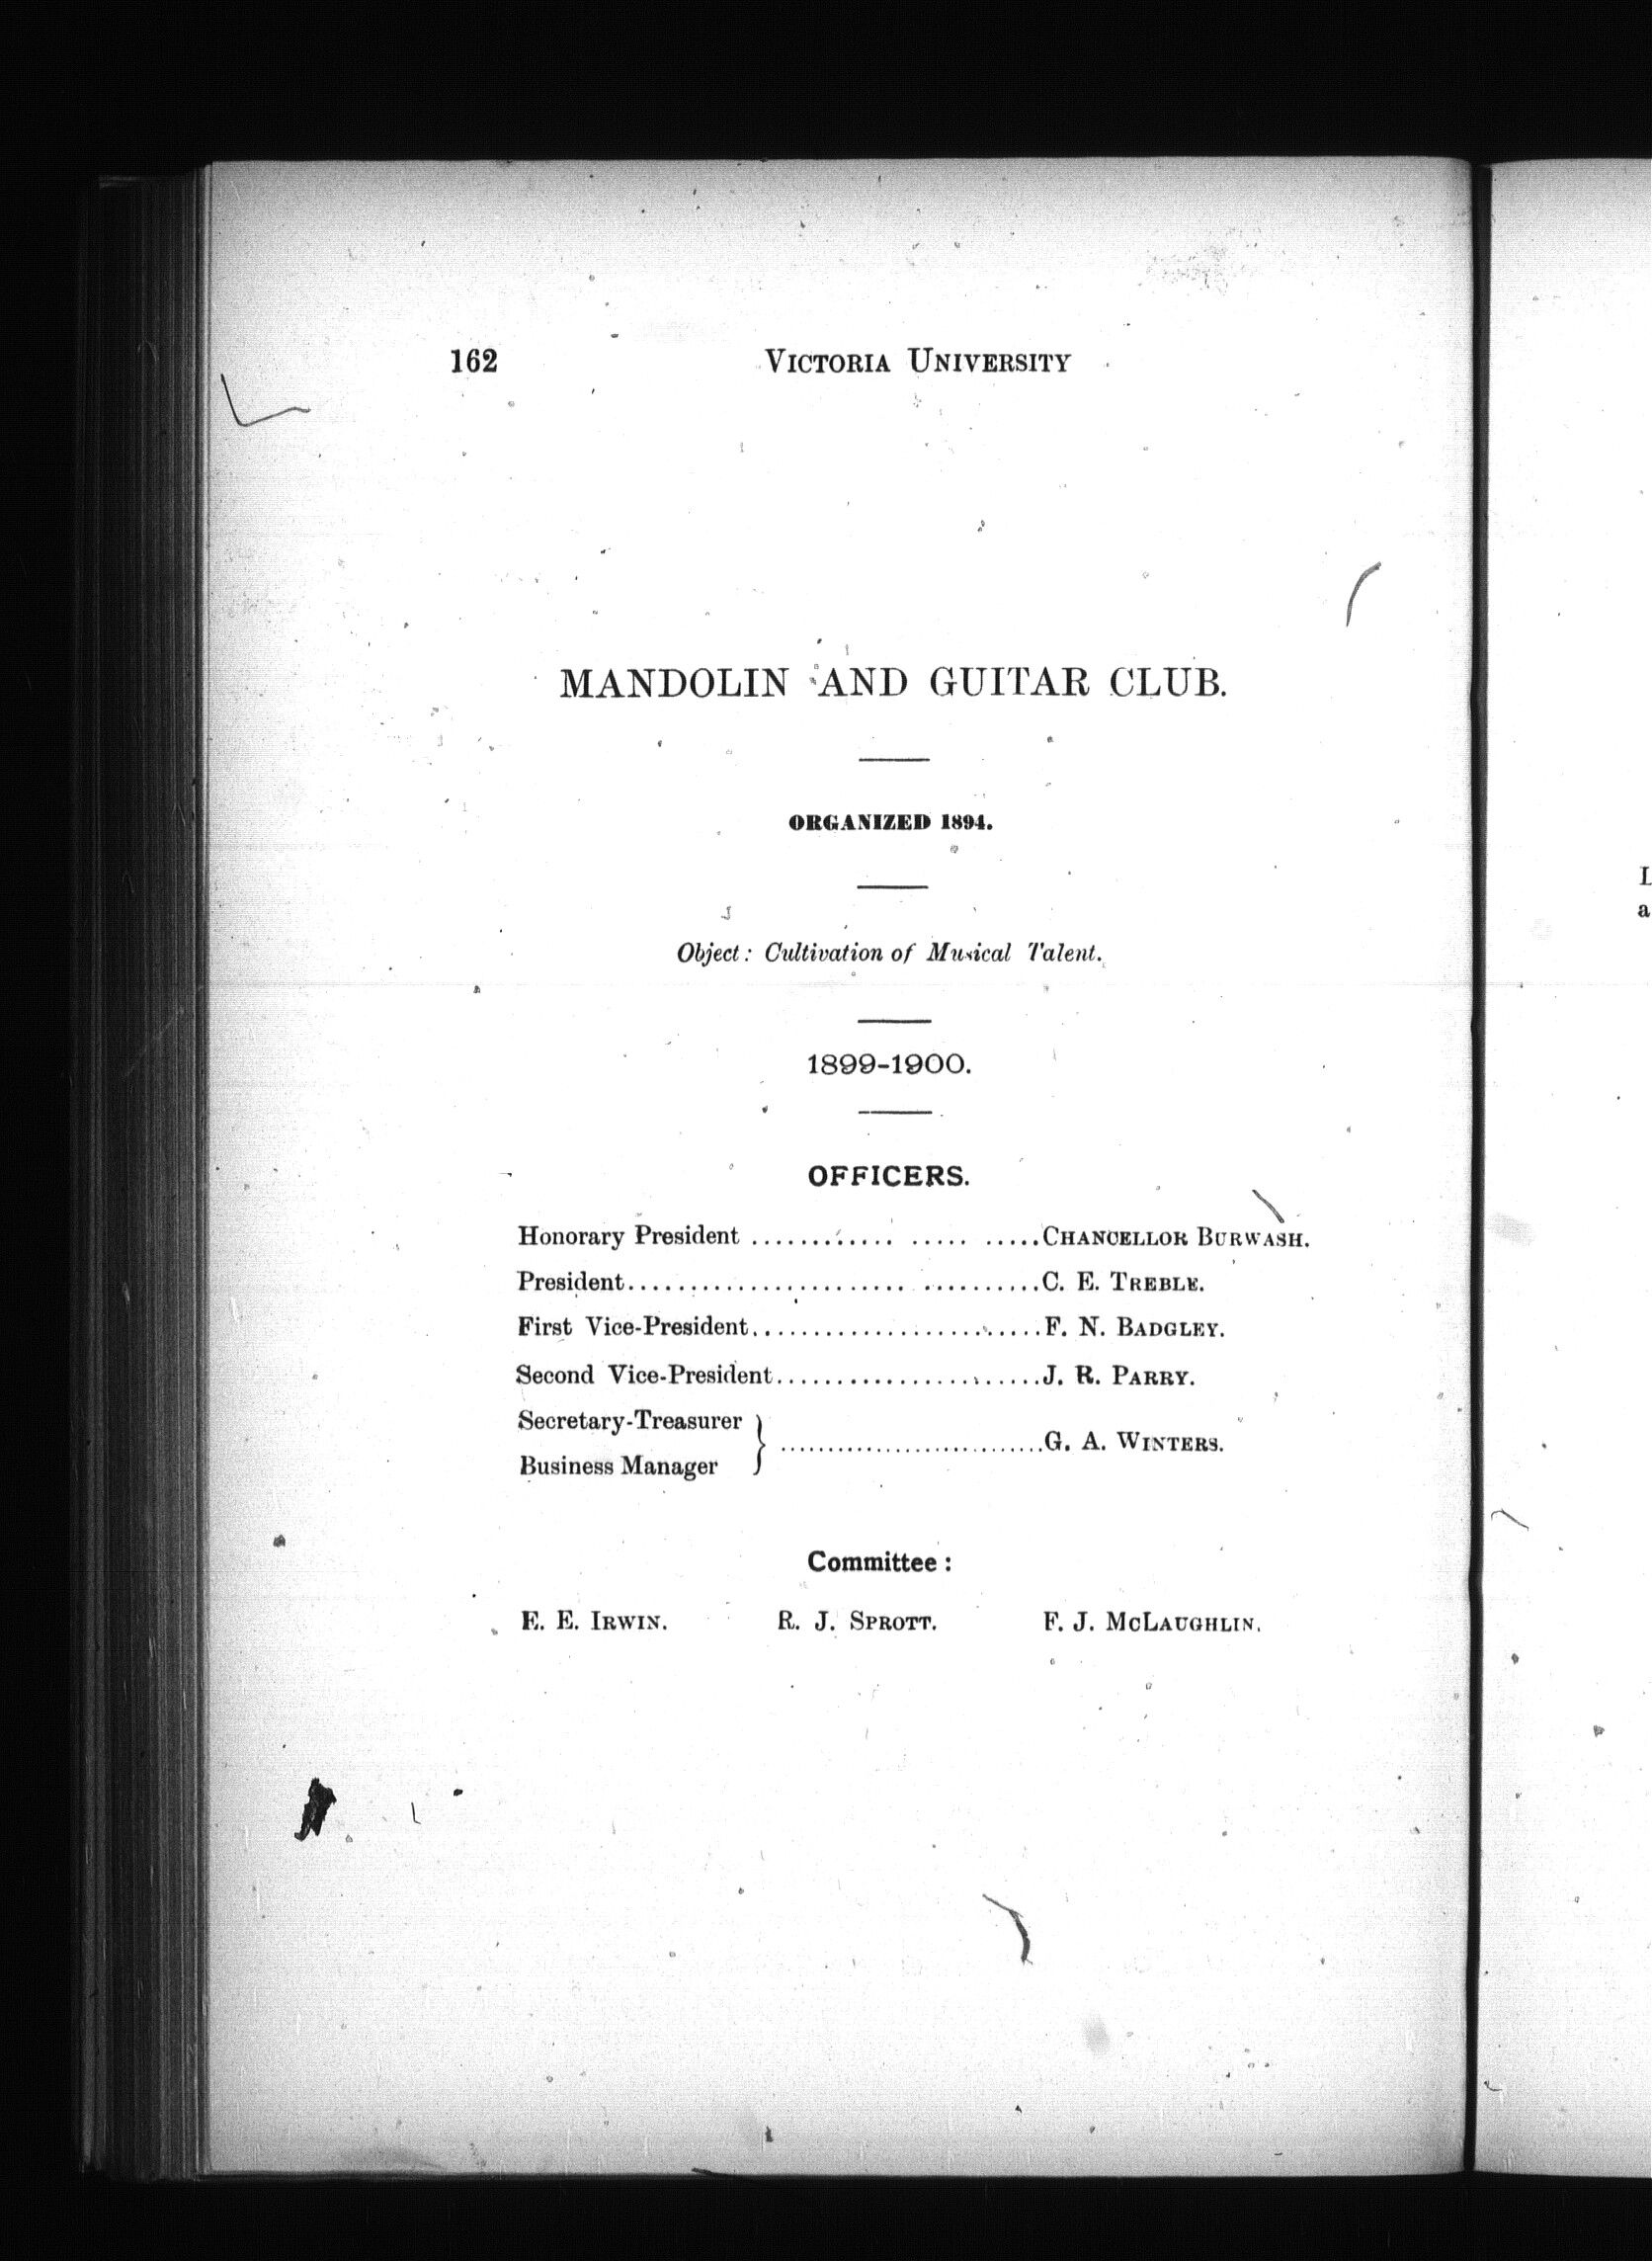 162 VICTORIA UNIVERSITY
MANDOLIN AND GUITAR CLUB.
ORGANIZED 1894.
Object: Cultivation of Musical Talent.
1899-1900.
OFFICERS.
Honorary President ............ ..... .....CHANCELLOR BURWASH.
President....................... ..........C. E. TREBLE.
First Vice-President........................F. N. BADGLEY.
Second Vice-President......................J. R. PARRY.
Secretary-Treasurer
Business Manager } ............................G. A. WINTERS.
Committee:
E. E. IRWIN. R. J. SPROTT. F. J. MCLAUGHLIN.
L
a